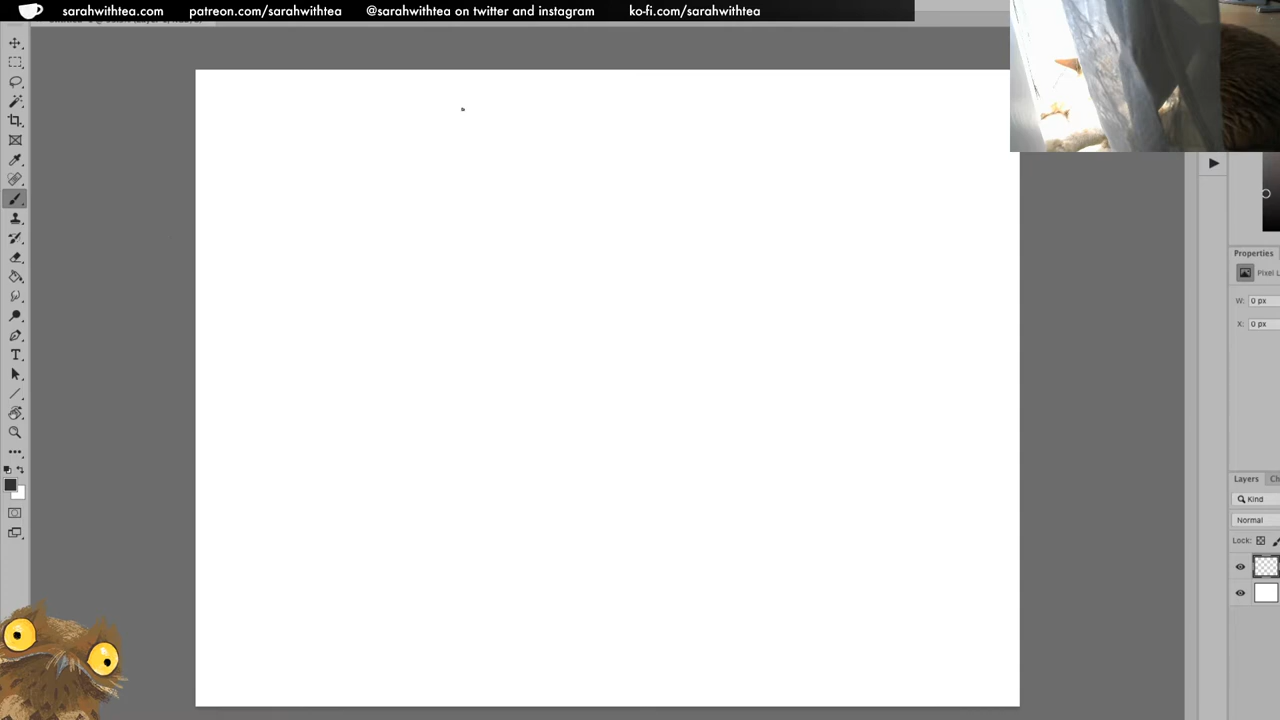 sarahwithtea.com patreon.com/sarahwithtea @sarahwithtea on twitter and instagram ko-fi.com/sarahwithtea
Properties
Pixel L
W: 0 px
X: 0 px
Layers Ch
Kind
Normal
Lock: